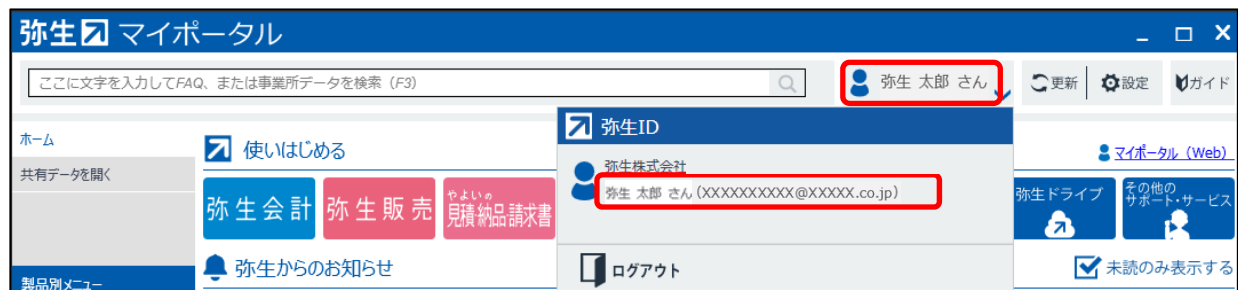 弥生 マイポータル
ここに文字を入力してFAQ、または事業所データを検索（F3）
弥生 太郎 さん
更新
設定
ガイド
ホーム
共有データを開く
製品別メニュー
使いはじめる
マイポータル（Web）
弥生会計
弥生販売
やよいの
見積納品請求書
弥生ID
弥生株式会社
弥生 太郎 さん(XXXXXXXXXX@XXXXX.co.jp)
ログアウト
弥生ドライブ
その他の
サポート・サービス
弥生からのお知らせ
未読のみ表示する